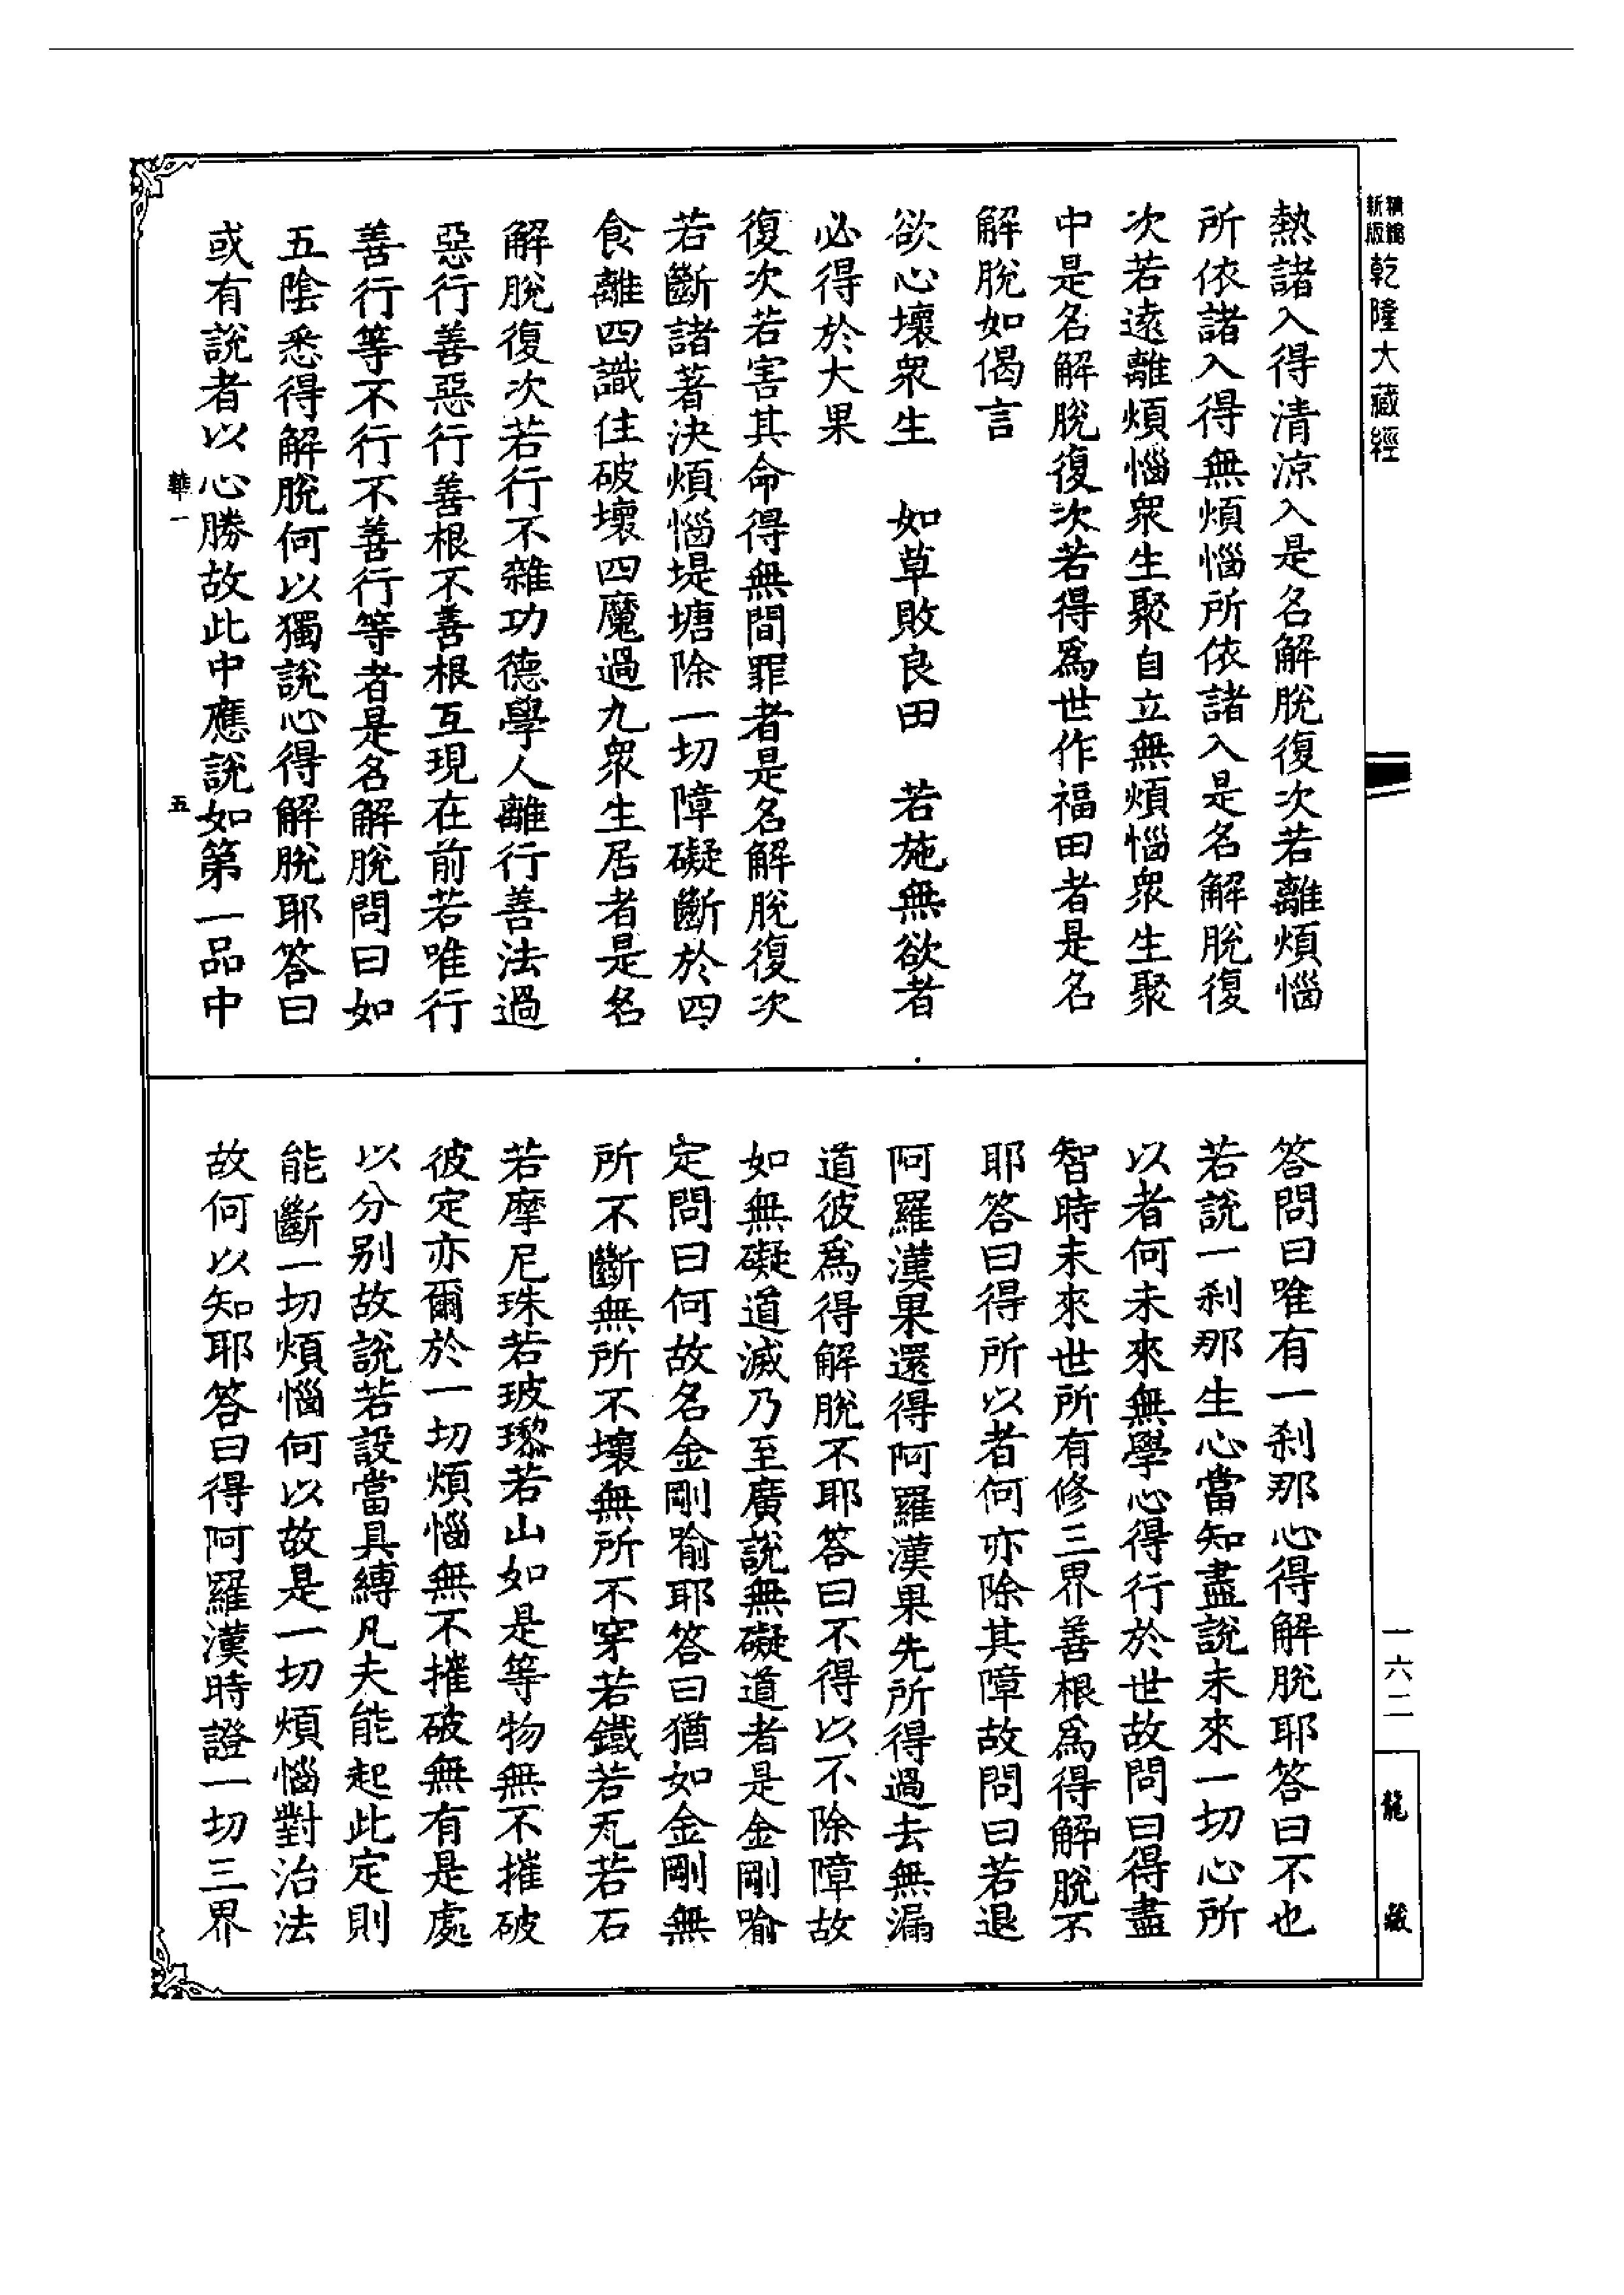 新版
精縮
乾隆大藏經
熱諸入得清涼入是名解脫復次若離煩惱
所依諸入得無煩惱所依諸入是名解脫復
次若遠離煩惱眾生聚自立無煩惱眾生聚
中是名解脫復次若得為世作福田者是名
解脫如偈言
欲心壞眾生　如草敗良田　若施無欲者
必得於大果
復次若害其命得無間罪者是名解脫復次
若斷諸著決煩惱堤塘除一切障礙斷於四
食離四識住破壞四魔過九眾生居者是名
解脫復次若行不雜功德學人離行善法過
惡行善惡行善根不善根互現在前若唯行
善行等不行不善行等者是名解脫問曰如
五陰悉得解脫何以獨說心得解脫耶答曰
或有說者以心勝故此中應說如第一品中
華一　五
答問曰唯有一剎那心得解脫耶答曰不也
若說一剎那生心當知盡說未來一切心所
以者何未來無學心得行於世故問曰得盡
智時未來世所有修三界善根為得解脫不
耶答曰得所以者何亦除其障故問曰若退
阿羅漢果還得阿羅漢果先所得過去無漏
道彼為得解脫不耶答曰不得以不除障故
如無礙道滅乃至廣說無礙道者是金剛喻
定問曰何故名金剛喻耶答曰猶如金剛無
所不斷無所不壞無所不穿若鐵若瓦若石
若摩尼珠若玻瓈若山如是等物無不摧破
彼定亦爾於一切煩惱無不摧破無有是處
以分別故說若設當具縛凡夫能起此定則
能斷一切煩惱何以故是一切煩惱對治法
故何以知耶答曰得阿羅漢時證一切三界
一六二
龍藏